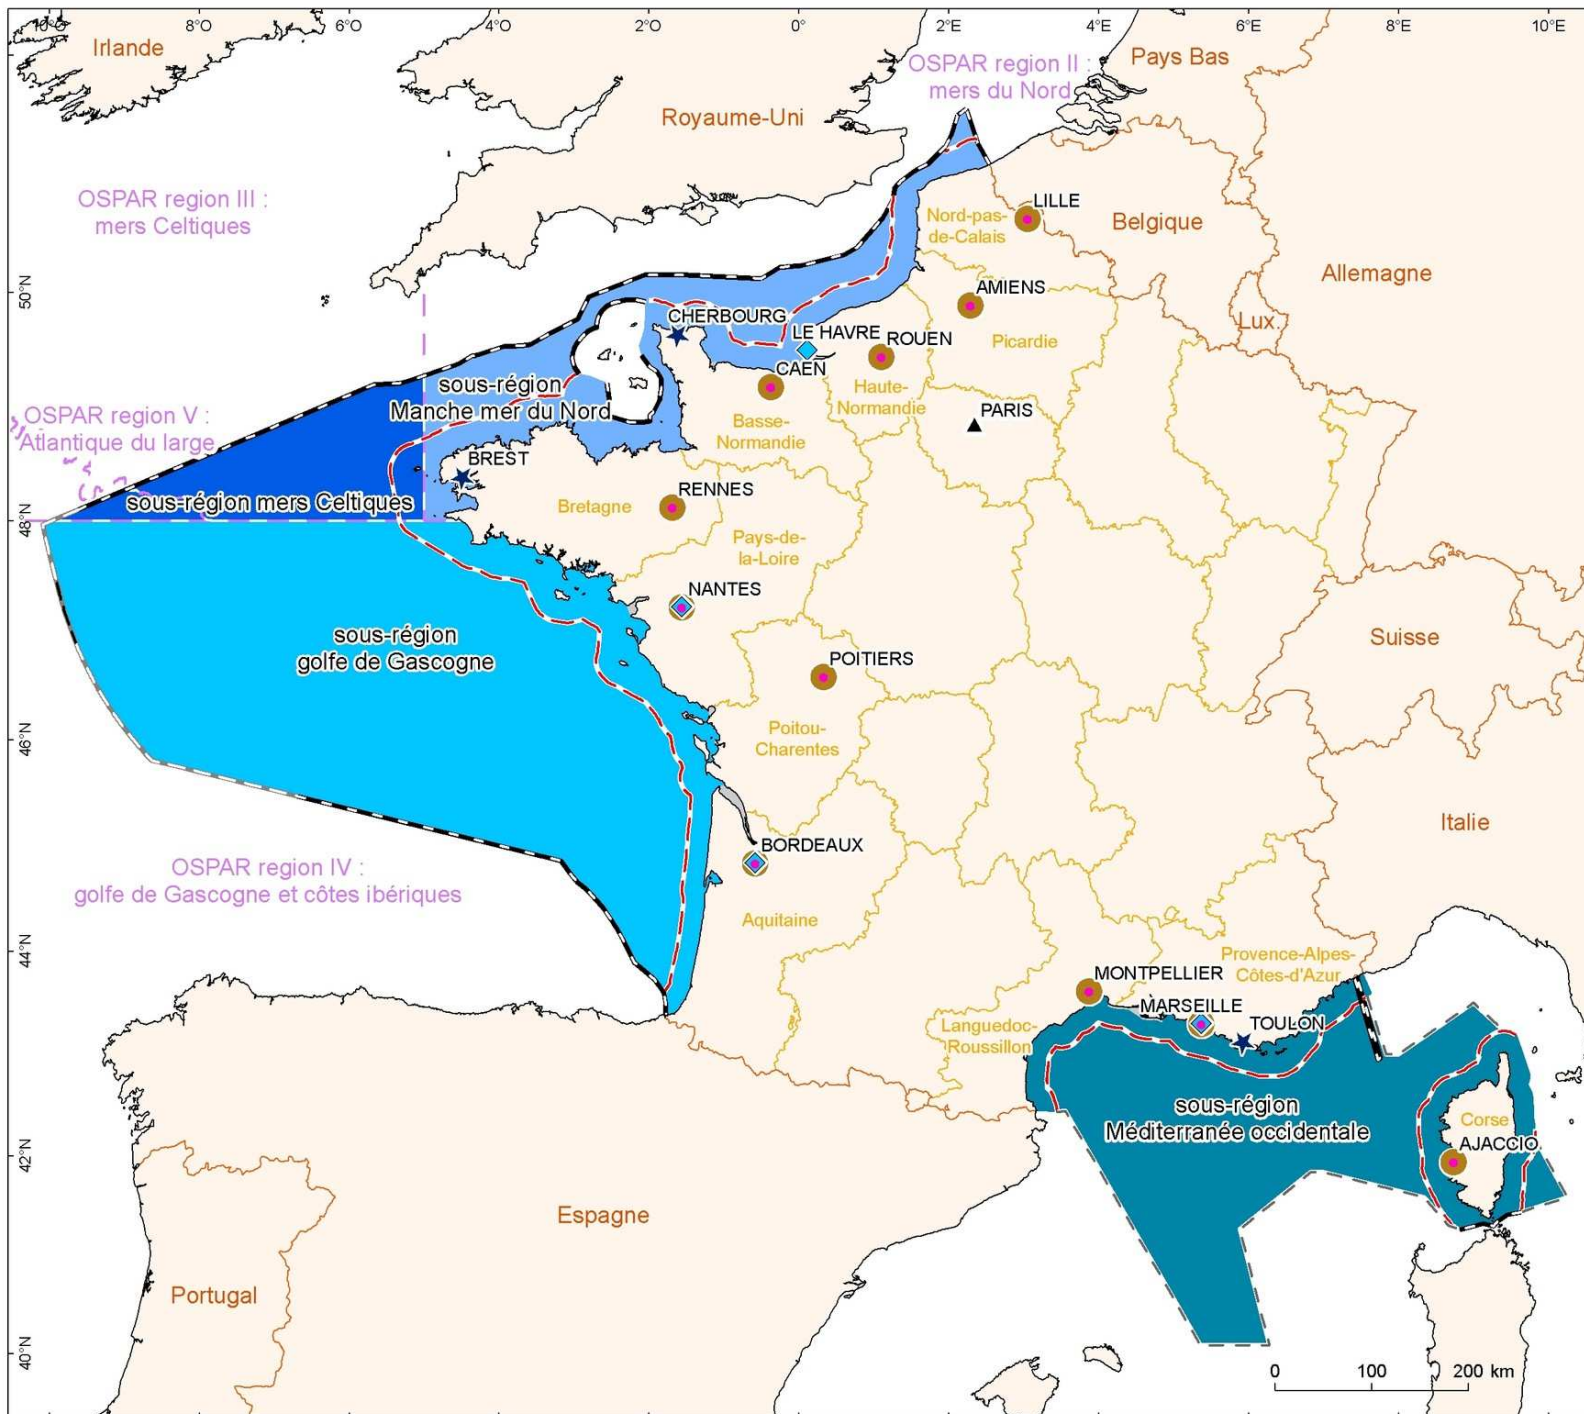 10°O
8°O
6°O
4°O
2°O
0°
2°E
4°E
6°E
8°E
10°E
Irlande
Royaume-Uni
OSPAR region II :
mers du Nord
Pays Bas
OSPAR region III :
mers Celtiques
LILLE
Nord-pas-
de-Calais
Belgique
Allemagne
50°N
AMIENS
Lux.
CHERBOURG
LE HAVRE
ROUEN
Picardie
CAEN
sous-région
Manche mer du Nord
Haute-
Normandie
PARIS
Basse-
Normandie
OSPAR region V :
Atlantique du large
BREST
sous-région mers Celtiques
RENNES
Bretagne
48°N
Pays-de-
la-Loire
NANTES
sous-région
golfe de Gascogne
Suisse
POITIERS
46°N
Poitou-
Charentes
Italie
BORDEAUX
OSPAR region IV :
golfe de Gascogne et côtes ibériques
Aquitaine
44°N
Provence-Alpes-
Côtes-d'Azur
MONTPELLIER
MARSEILLE
TOULON
Languedoc-
Roussillon
sous-région
Méditerranée occidentale
Corse
AJACCIO
42°N
Espagne
Portugal
40°N
0 100 200 km